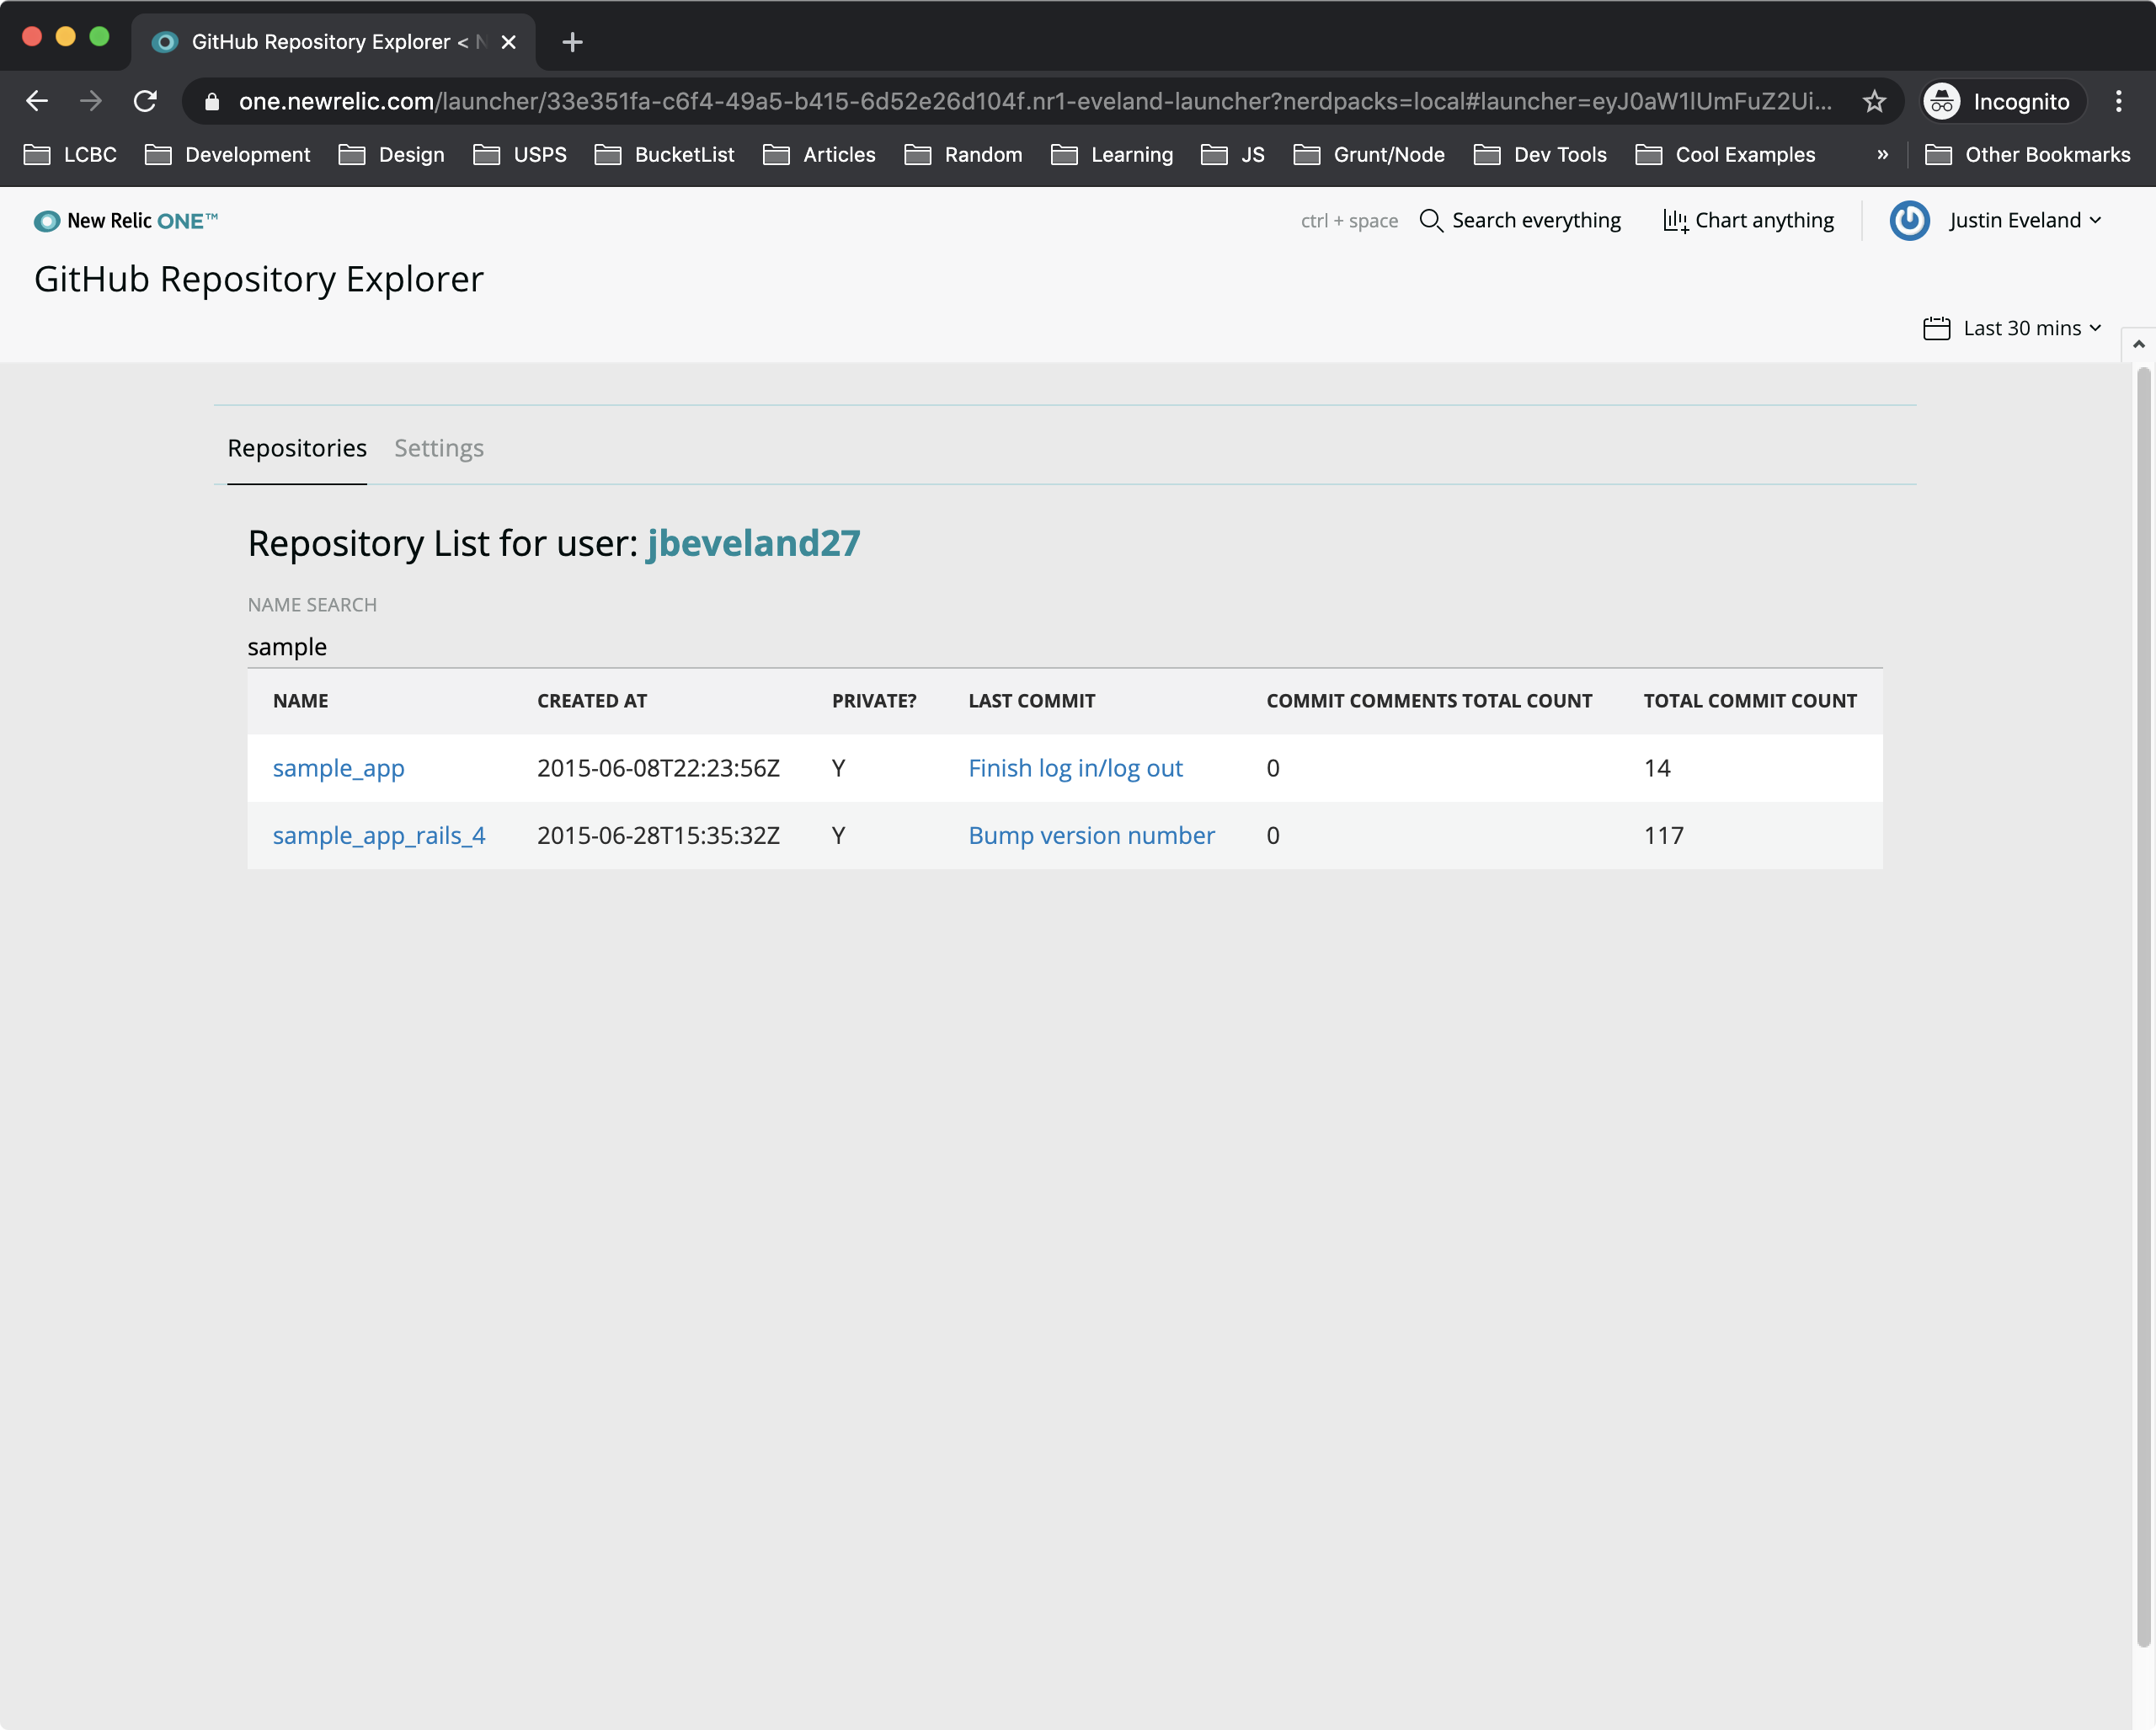 GitHub Repository Explorer <
one.newrelic.com/launcher/33e351fa-c6f4-49a5-b415-6d52e26d104f.nr1-eveland-launcher?nerdpacks=local#launcher=eyJ0aW1lUmFuZ2Ui... Incognito
LCBC Development Design USPS BucketList Articles Random Learning JS Grunt/Node Dev Tools Cool Examples » Other Bookmarks
New Relic ONE™ ctrl + space Search everything Chart anything Justin Eveland
GitHub Repository Explorer
Last 30 mins
Repositories Settings
Repository List for user: jbeveland27
NAME SEARCH
sample
NAME CREATED AT PRIVATE? LAST COMMIT COMMIT COMMENTS TOTAL COUNT TOTAL COMMIT COUNT
sample_app 2015-06-08T22:23:56Z Y Finish log in/log out 0 14
sample_app_rails_4 2015-06-28T15:35:32Z Y Bump version number 0 117